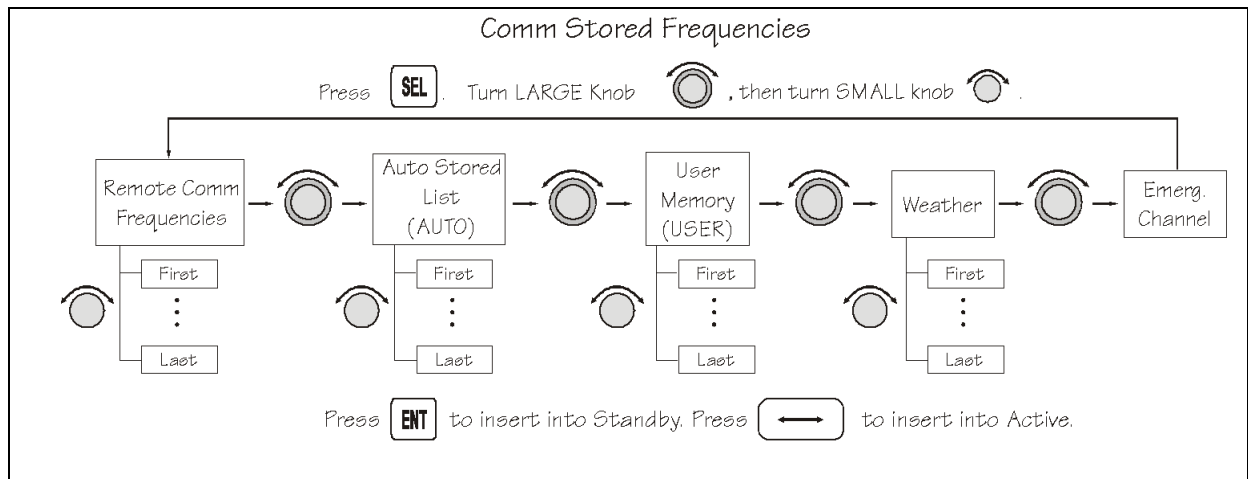 Comm Stored Frequencies
Press SEL. Turn LARGE Knob , then turn SMALL knob .
Remote Comm
Frequencies
First
Last
Auto Stored
List
(AUTO)
First
Last
User
Memory
(USER)
First
Last
Weather
First
Last
Emerg.
Channel
Press ENT to insert into Standby. Press to insert into Active.